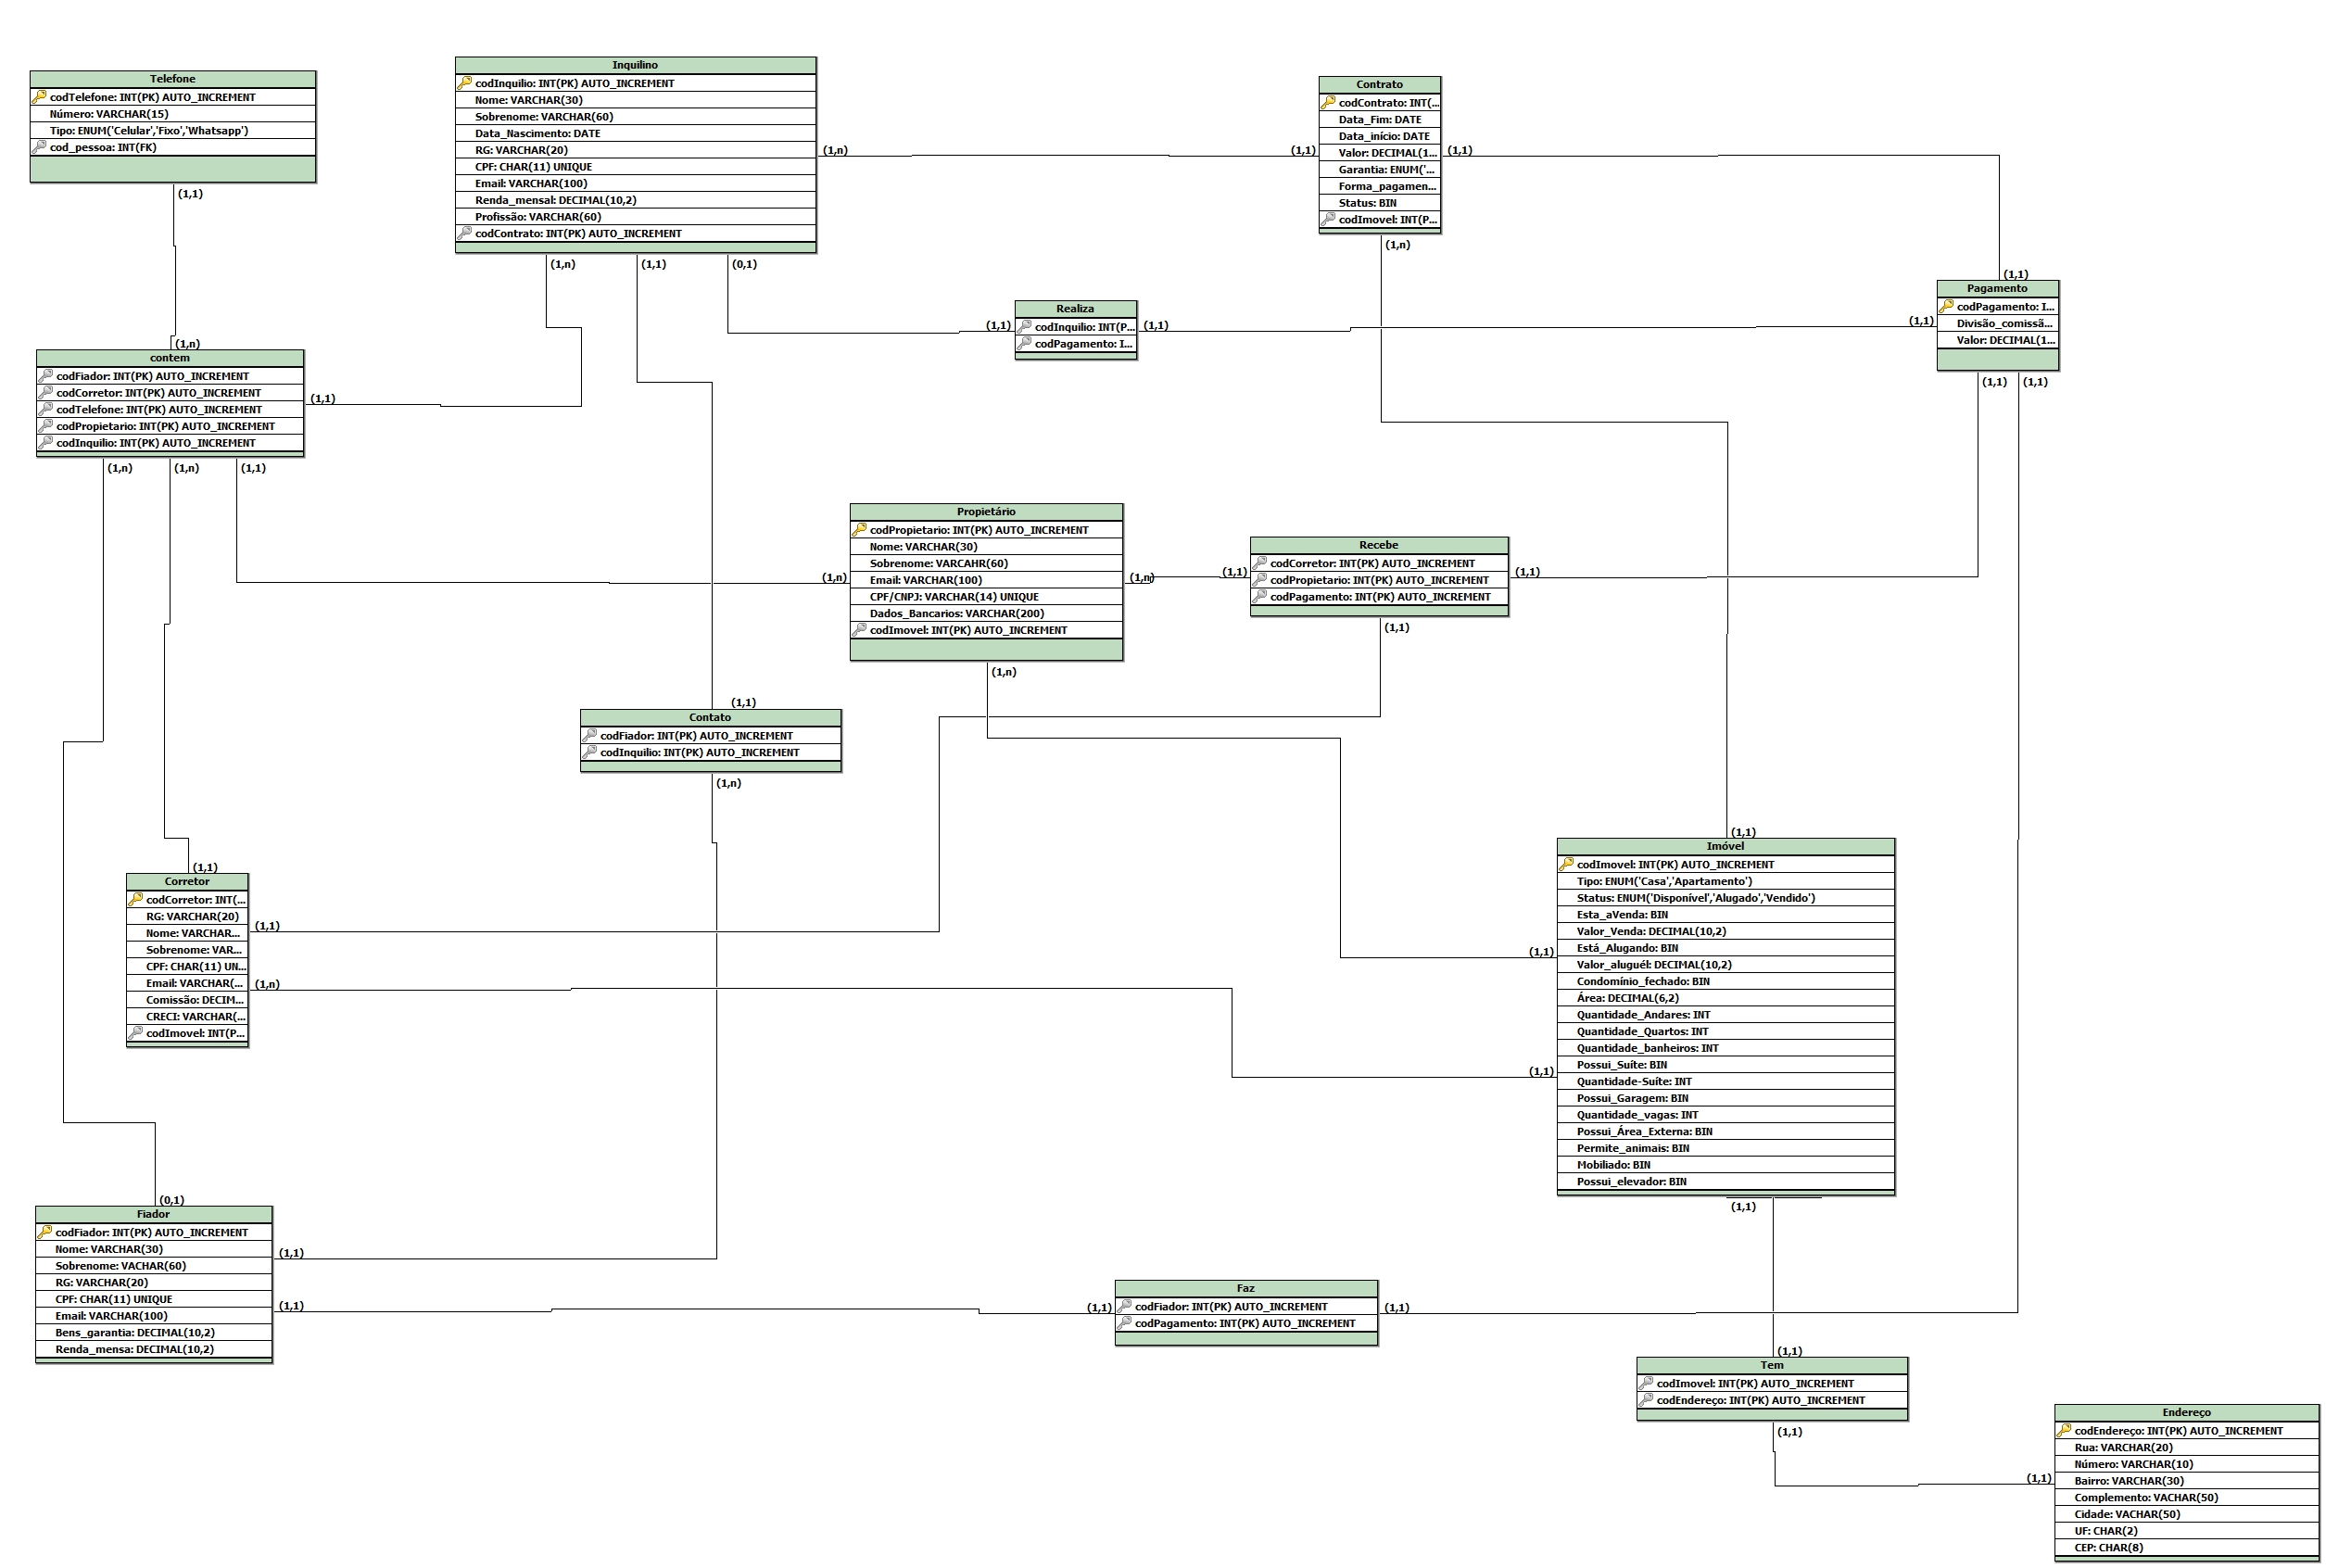 Telefone
codTelefone: INT(PK) AUTO_INCREMENT
Número: VARCHAR(15)
Tipo: ENUM('Celular','Fixo','Whatsapp')
cod_pessoa: INT(FK)
(1,1)
Inquilino
codInquilio: INT(PK) AUTO_INCREMENT
Nome: VARCHAR(30)
Sobrenome: VARCHAR(60)
Data_Nascimento: DATE
RG: VARCHAR(20)
CPF: CHAR(11) UNIQUE
Email: VARCHAR(100)
Renda_mensal: DECIMAL(10,2)
Profissão: VARCHAR(60)
codContrato: INT(PK) AUTO_INCREMENT
(1,n)
(1,n) (1,1) (0,1)
Contrato
codContrato: INT(...
Data_Fim: DATE
Data_início: DATE
Valor: DECIMAL(1...
Garantia: ENUM('...
Forma_pagamen...
Status: BIN
codImovel: INT(P...
(1,1) (1,1)
(1,n)
(1,1)
Pagamento
codPagamento: I...
Divisão_comissã...
Valor: DECIMAL(1...
(1,1)
(1,1) (1,1)
Realiza
codInquilio: INT(P...
codPagamento: I...
(1,1) (1,1)
(1,n)
contem
codFiador: INT(PK) AUTO_INCREMENT
codCorretor: INT(PK) AUTO_INCREMENT
codTelefone: INT(PK) AUTO_INCREMENT
codPropietario: INT(PK) AUTO_INCREMENT
codInquilio: INT(PK) AUTO_INCREMENT
(1,1)
(1,n) (1,n) (1,1)
Propietário
codPropietario: INT(PK) AUTO_INCREMENT
Nome: VARCHAR(30)
Sobrenome: VARCAHR(60)
Email: VARCHAR(100)
CPF/CNPJ: VARCHAR(14) UNIQUE
Dados_Bancarios: VARCHAR(200)
codImovel: INT(PK) AUTO_INCREMENT
(1,n) (1,n)
(1,n)
Recebe
codCorretor: INT(PK) AUTO_INCREMENT
codPropietario: INT(PK) AUTO_INCREMENT
codPagamento: INT(PK) AUTO_INCREMENT
(1,1) (1,1)
(1,1)
(1,1)
Contato
codFiador: INT(PK) AUTO_INCREMENT
codInquilio: INT(PK) AUTO_INCREMENT
(1,n)
(1,1)
Corretor
codCorretor: INT(...
RG: VARCHAR(20)
Nome: VARCHAR...
Sobrenome: VAR...
CPF: CHAR(11) UN...
Email: VARCHAR(...
Comissão: DECIM...
CRECI: VARCHAR(...
codImovel: INT(P...
(1,1)
(1,n)
(1,1)
Imóvel
codImovel: INT(PK) AUTO_INCREMENT
Tipo: ENUM('Casa','Apartamento')
Status: ENUM('Disponível','Alugado','Vendido')
Esta_aVenda: BIN
Valor_Venda: DECIMAL(10,2)
Está_Alugando: BIN
Valor_aluguél: DECIMAL(10,2)
Condomínio_fechado: BIN
Área: DECIMAL(6,2)
Quantidade_Andares: INT
Quantidade_Quartos: INT
Quantidade_banheiros: INT
Possui_Suíte: BIN
Quantidade-Suíte: INT
Possui_Garagem: BIN
Quantidade_vagas: INT
Possui_Área_Externa: BIN
Permite_animais: BIN
Mobiliado: BIN
Possui_elevador: BIN
(1,1)
(1,1)
(1,1)
(0,1)
Fiador
codFiador: INT(PK) AUTO_INCREMENT
Nome: VARCHAR(30)
Sobrenome: VACHAR(60)
RG: VARCHAR(20)
CPF: CHAR(11) UNIQUE
Email: VARCHAR(100)
Bens_garantia: DECIMAL(10,2)
Renda_mensa: DECIMAL(10,2)
(1,1)
(1,1)
Faz
codFiador: INT(PK) AUTO_INCREMENT
codPagamento: INT(PK) AUTO_INCREMENT
(1,1) (1,1)
(1,1)
Tem
codImovel: INT(PK) AUTO_INCREMENT
codEndereço: INT(PK) AUTO_INCREMENT
(1,1)
Endereço
codEndereço: INT(PK) AUTO_INCREMENT
Rua: VARCHAR(20)
Número: VARCHAR(10)
Bairro: VARCHAR(30)
Complemento: VACHAR(50)
Cidade: VACHAR(50)
UF: CHAR(2)
CEP: CHAR(8)
(1,1)